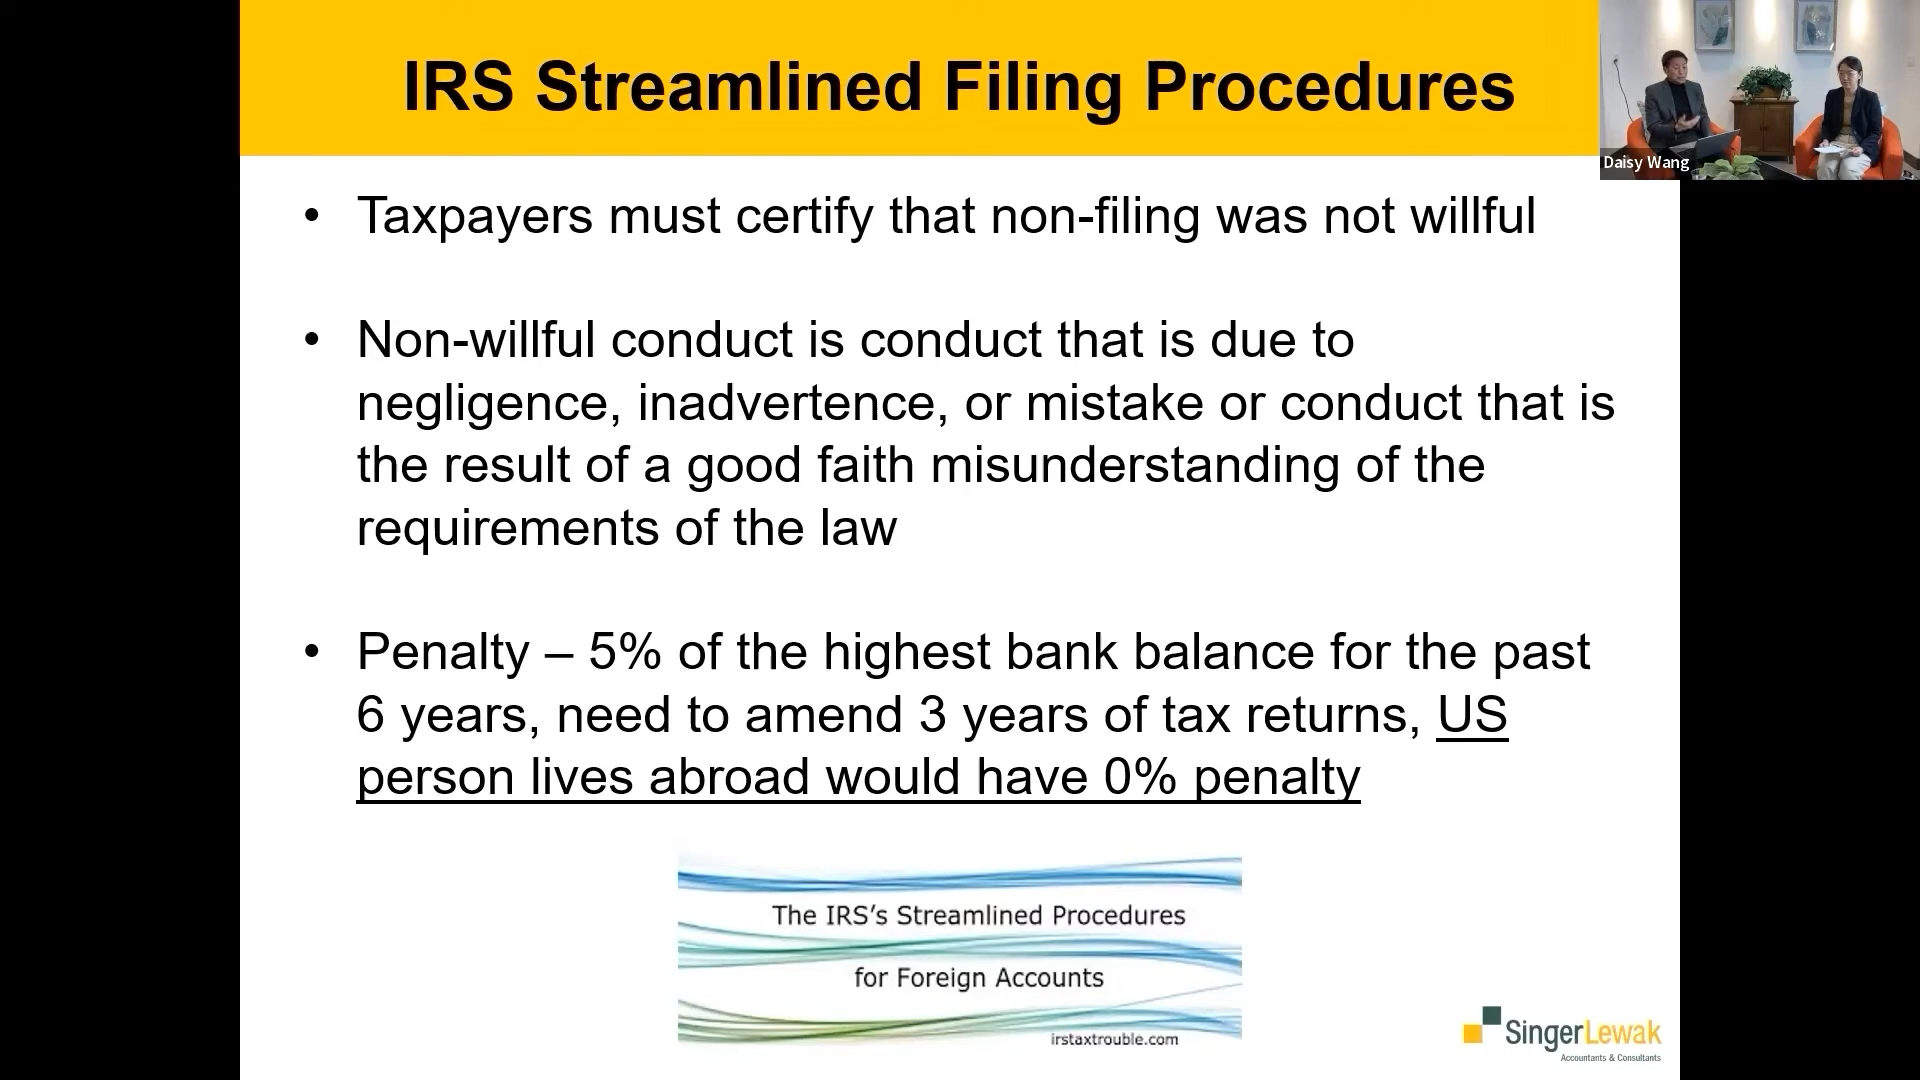 IRS Streamlined Filing Procedures
Daisy Wang
• Taxpayers must certify that non-filing was not willful
• Non-willful conduct is conduct that is due to
negligence, inadvertence, or mistake or conduct that is
the result of a good faith misunderstanding of the
requirements of the law
• Penalty – 5% of the highest bank balance for the past
6 years, need to amend 3 years of tax returns, US
person lives abroad would have 0% penalty
The IRS's Streamlined Procedures
for Foreign Accounts
irstaxtrouble.com
SingerLewak
Accountants & Consultants